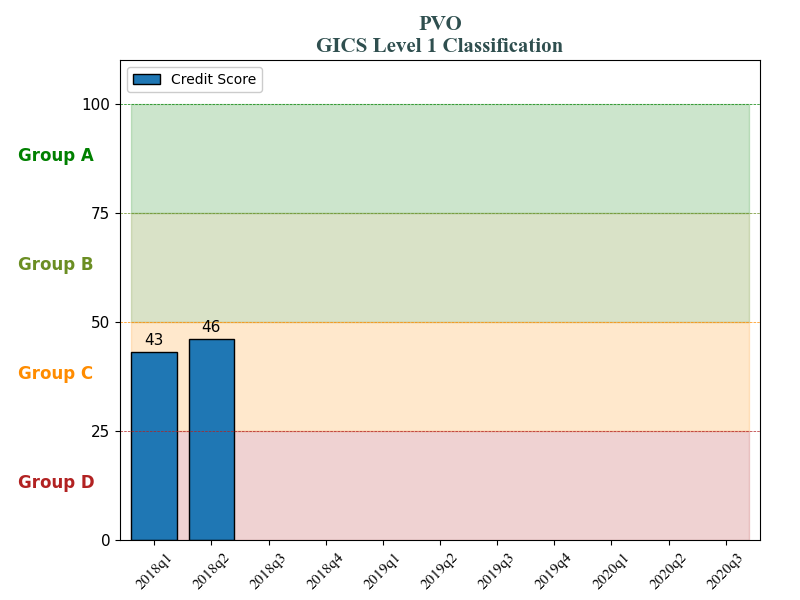 PVO
GICS Level 1 Classification
Credit Score
100
Group A
75
Group B
50
46
43
Group C
25
Group D
0
2018q1 2018q2 2018q3 2018q4 2019q1 2019q2 2019q3 2019q4 2020q1 2020q2 2020q3